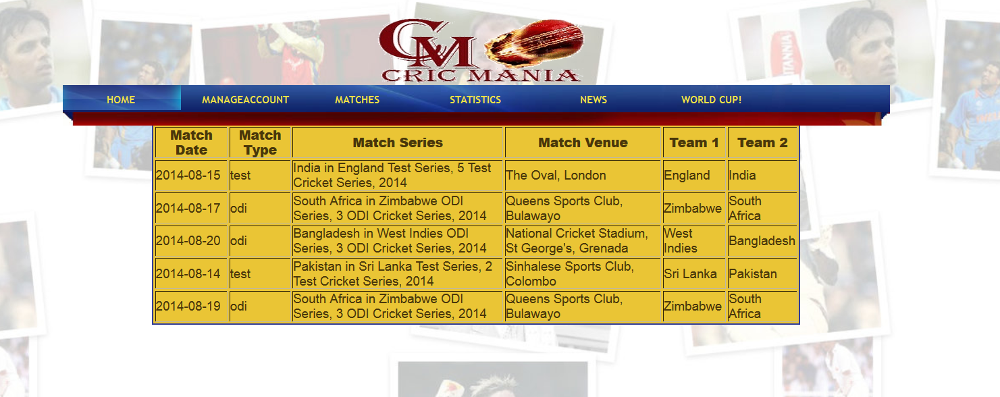 CM
CRIC MANIA
HOME MANAGEACCOUNT MATCHES STATISTICS NEWS WORLD CUP!
Match Date Match Type Match Series Match Venue Team 1 Team 2
2014-08-15 test India in England Test Series, 5 Test Cricket Series, 2014 The Oval, London England India
2014-08-17 odi South Africa in Zimbabwe ODI Series, 3 ODI Cricket Series, 2014 Queens Sports Club, Bulawayo Zimbabwe South Africa
2014-08-20 odi Bangladesh in West Indies ODI Series, 3 ODI Cricket Series, 2014 National Cricket Stadium, St George's, Grenada West Indies Bangladesh
2014-08-14 test Pakistan in Sri Lanka Test Series, 2 Test Cricket Series, 2014 Sinhalese Sports Club, Colombo Sri Lanka Pakistan
2014-08-19 odi South Africa in Zimbabwe ODI Series, 3 ODI Cricket Series, 2014 Queens Sports Club, Bulawayo Zimbabwe South Africa